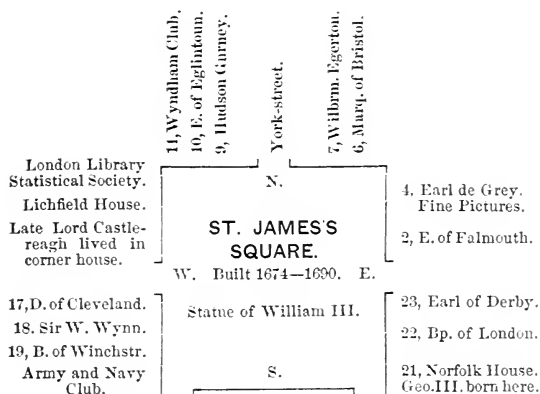 11, Wyndham Club.
10, E. of Eglintoun.
9, Hudson Gurney.
York-street.
7, Wilbrm. Egerton.
6, Marq. of Bristol.
London Library
Statistical Society.
Lichfield House.
Late Lord Castle-
reagh lived in
corner house.
N.
ST. JAMES'S
SQUARE.
W. Built 1674—1690. E.
4, Earl de Grey.
Fine Pictures.
2, E. of Falmouth.
17, D. of Cleveland.
18. Sir W. Wynn.
19, B. of Winchstr.
Army and Navy
Club.
Statue of William III.
S.
23, Earl of Derby.
22, Bp. of London.
21, Norfolk House.
Geo.III. born here.